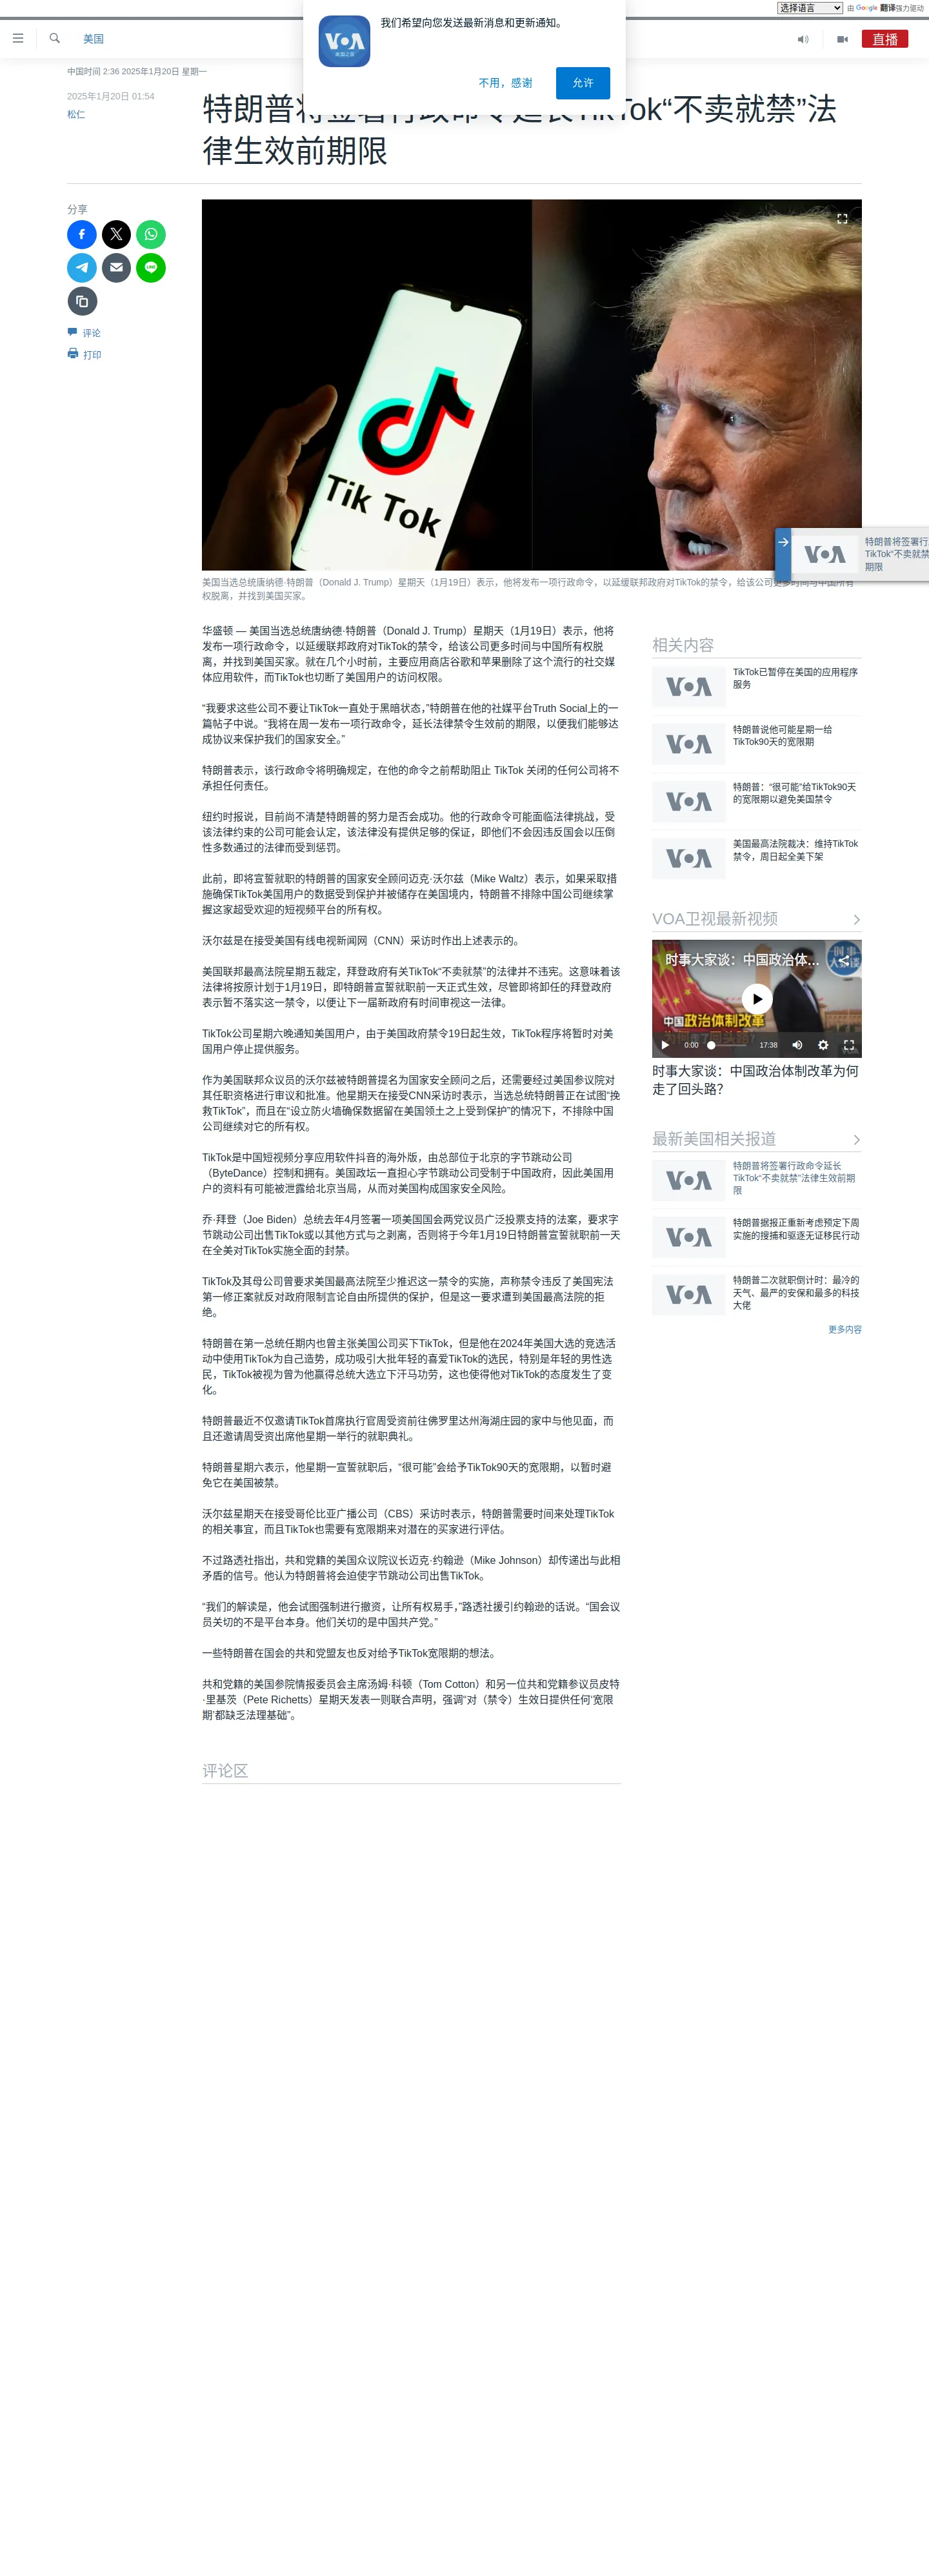 选择语言 由 Google 翻译强力驱动
我们希望向您发送最新消息和更新通知。
VOA
美国之音
不用，感谢
允许
美国
直播
中国时间 2:36 2025年1月20日 星期一
2025年1月20日 01:54
松仁
特朗普将签署行政命令延长TikTok“不卖就禁”法
律生效前期限
分享
评论
打印
Tik Tok
美国当选总统唐纳德·特朗普（Donald J. Trump）星期天（1月19日）表示，他将发布一项行政命令，以延缓联邦政府对TikTok的禁令，给该公司更多时间与中国所有
权脱离，并找到美国买家。
VOA
特朗普将签署行
TikTok“不卖就禁
期限
华盛顿 — 美国当选总统唐纳德·特朗普（Donald J. Trump）星期天（1月19日）表示，他将
发布一项行政命令，以延缓联邦政府对TikTok的禁令，给该公司更多时间与中国所有权脱
离，并找到美国买家。就在几个小时前，主要应用商店谷歌和苹果删除了这个流行的社交媒
体应用软件，而TikTok也切断了美国用户的访问权限。
“我要求这些公司不要让TikTok一直处于黑暗状态，”特朗普在他的社媒平台Truth Social上的一
篇帖子中说。“我将在周一发布一项行政命令，延长法律禁令生效前的期限，以便我们能够达
成协议来保护我们的国家安全。”
特朗普表示，该行政命令将明确规定，在他的命令之前帮助阻止 TikTok 关闭的任何公司将不
承担任何责任。
纽约时报说，目前尚不清楚特朗普的努力是否会成功。他的行政命令可能面临法律挑战，受
该法律约束的公司可能会认定，该法律没有提供足够的保证，即他们不会因违反国会以压倒
性多数通过的法律而受到惩罚。
此前，即将宣誓就职的特朗普的国家安全顾问迈克·沃尔兹（Mike Waltz）表示，如果采取措
施确保TikTok美国用户的数据受到保护并被储存在美国境内，特朗普不排除中国公司继续掌
握这家超受欢迎的短视频平台的所有权。
沃尔兹是在接受美国有线电视新闻网（CNN）采访时作出上述表示的。
美国联邦最高法院星期五裁定，拜登政府有关TikTok“不卖就禁”的法律并不违宪。这意味着该
法律将按原计划于1月19日，即特朗普宣誓就职前一天正式生效，尽管即将卸任的拜登政府
表示暂不落实这一禁令，以便让下一届新政府有时间审视这一法律。
TikTok公司星期六晚通知美国用户，由于美国政府禁令19日起生效，TikTok程序将暂时对美
国用户停止提供服务。
作为美国联邦众议员的沃尔兹被特朗普提名为国家安全顾问之后，还需要经过美国参议院对
其任职资格进行审议和批准。他星期天在接受CNN采访时表示，当选总统特朗普正在试图“挽
救TikTok”，而且在“设立防火墙确保数据留在美国领土之上受到保护”的情况下，不排除中国
公司继续对它的所有权。
TikTok是中国短视频分享应用软件抖音的海外版，由总部位于北京的字节跳动公司
（ByteDance）控制和拥有。美国政坛一直担心字节跳动公司受制于中国政府，因此美国用
户的资料有可能被泄露给北京当局，从而对美国构成国家安全风险。
乔·拜登（Joe Biden）总统去年4月签署一项美国国会两党议员广泛投票支持的法案，要求字
节跳动公司出售TikTok或以其他方式与之剥离，否则将于今年1月19日特朗普宣誓就职前一天
在全美对TikTok实施全面的封禁。
TikTok及其母公司曾要求美国最高法院至少推迟这一禁令的实施，声称禁令违反了美国宪法
第一修正案就反对政府限制言论自由所提供的保护，但是这一要求遭到美国最高法院的拒
绝。
特朗普在第一总统任期内也曾主张美国公司买下TikTok，但是他在2024年美国大选的竞选活
动中使用TikTok为自己造势，成功吸引大批年轻的喜爱TikTok的选民，特别是年轻的男性选
民，TikTok被视为曾为他赢得总统大选立下汗马功劳，这也使得他对TikTok的态度发生了变
化。
特朗普最近不仅邀请TikTok首席执行官周受资前往佛罗里达州海湖庄园的家中与他见面，而
且还邀请周受资出席他星期一举行的就职典礼。
特朗普星期六表示，他星期一宣誓就职后，“很可能”会给予TikTok90天的宽限期，以暂时避
免它在美国被禁。
沃尔兹星期天在接受哥伦比亚广播公司（CBS）采访时表示，特朗普需要时间来处理TikTok
的相关事宜，而且TikTok也需要有宽限期来对潜在的买家进行评估。
不过路透社指出，共和党籍的美国众议院议长迈克·约翰逊（Mike Johnson）却传递出与此相
矛盾的信号。他认为特朗普将会迫使字节跳动公司出售TikTok。
“我们的解读是，他会试图强制进行撤资，让所有权易手，”路透社援引约翰逊的话说。“国会议
员关切的不是平台本身。他们关切的是中国共产党。”
一些特朗普在国会的共和党盟友也反对给予TikTok宽限期的想法。
共和党籍的美国参院情报委员会主席汤姆·科顿（Tom Cotton）和另一位共和党籍参议员皮特
·里基茨（Pete Richetts）星期天发表一则联合声明，强调“对（禁令）生效日提供任何‘宽限
期’都缺乏法理基础”。
评论区
相关内容
VOA
TikTok已暂停在美国的应用程序
服务
VOA
特朗普说他可能星期一给
TikTok90天的宽限期
VOA
特朗普：“很可能”给TikTok90天
的宽限期以避免美国禁令
VOA
美国最高法院裁决：维持TikTok
禁令，周日起全美下架
VOA卫视最新视频
时事大家谈：中国政治体...
时事
大家谈
中国政治体制改革
0:00
17:38
时事大家谈：中国政治体制改革为何
走了回头路？
最新美国相关报道
VOA
特朗普将签署行政命令延长
TikTok“不卖就禁”法律生效前期
限
VOA
特朗普据报正重新考虑预定下周
实施的搜捕和驱逐无证移民行动
VOA
特朗普二次就职倒计时：最冷的
天气、最严的安保和最多的科技
大佬
更多内容